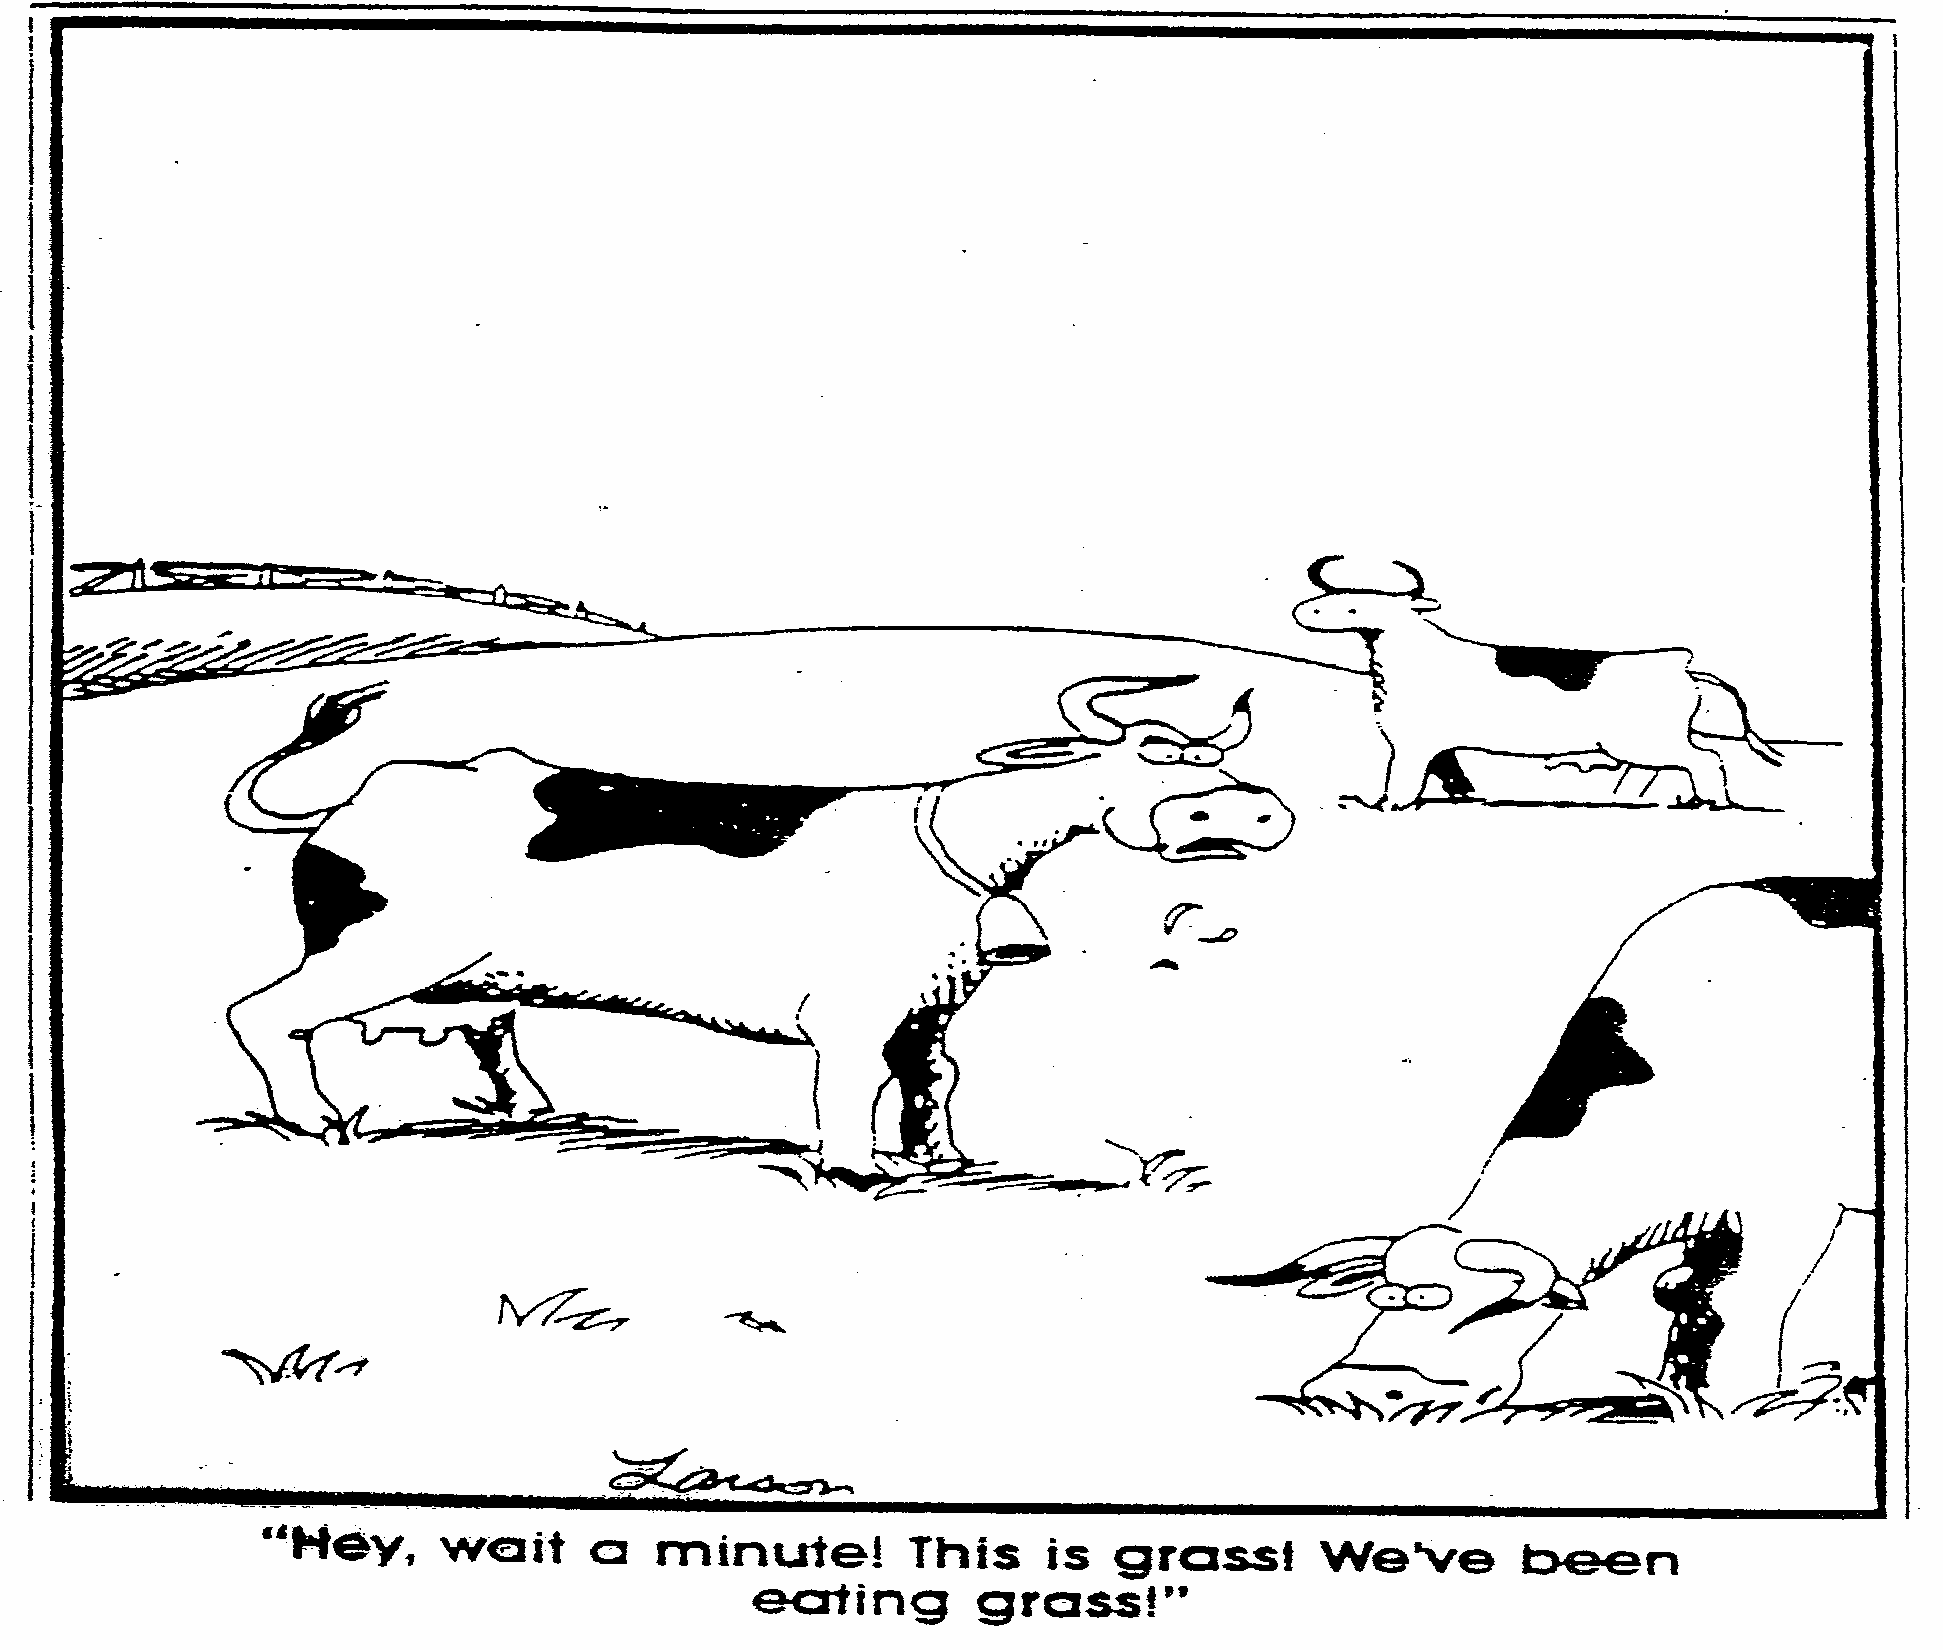 Larson
“Hey, wait a minute! This is grass! We've been
eating grass!”